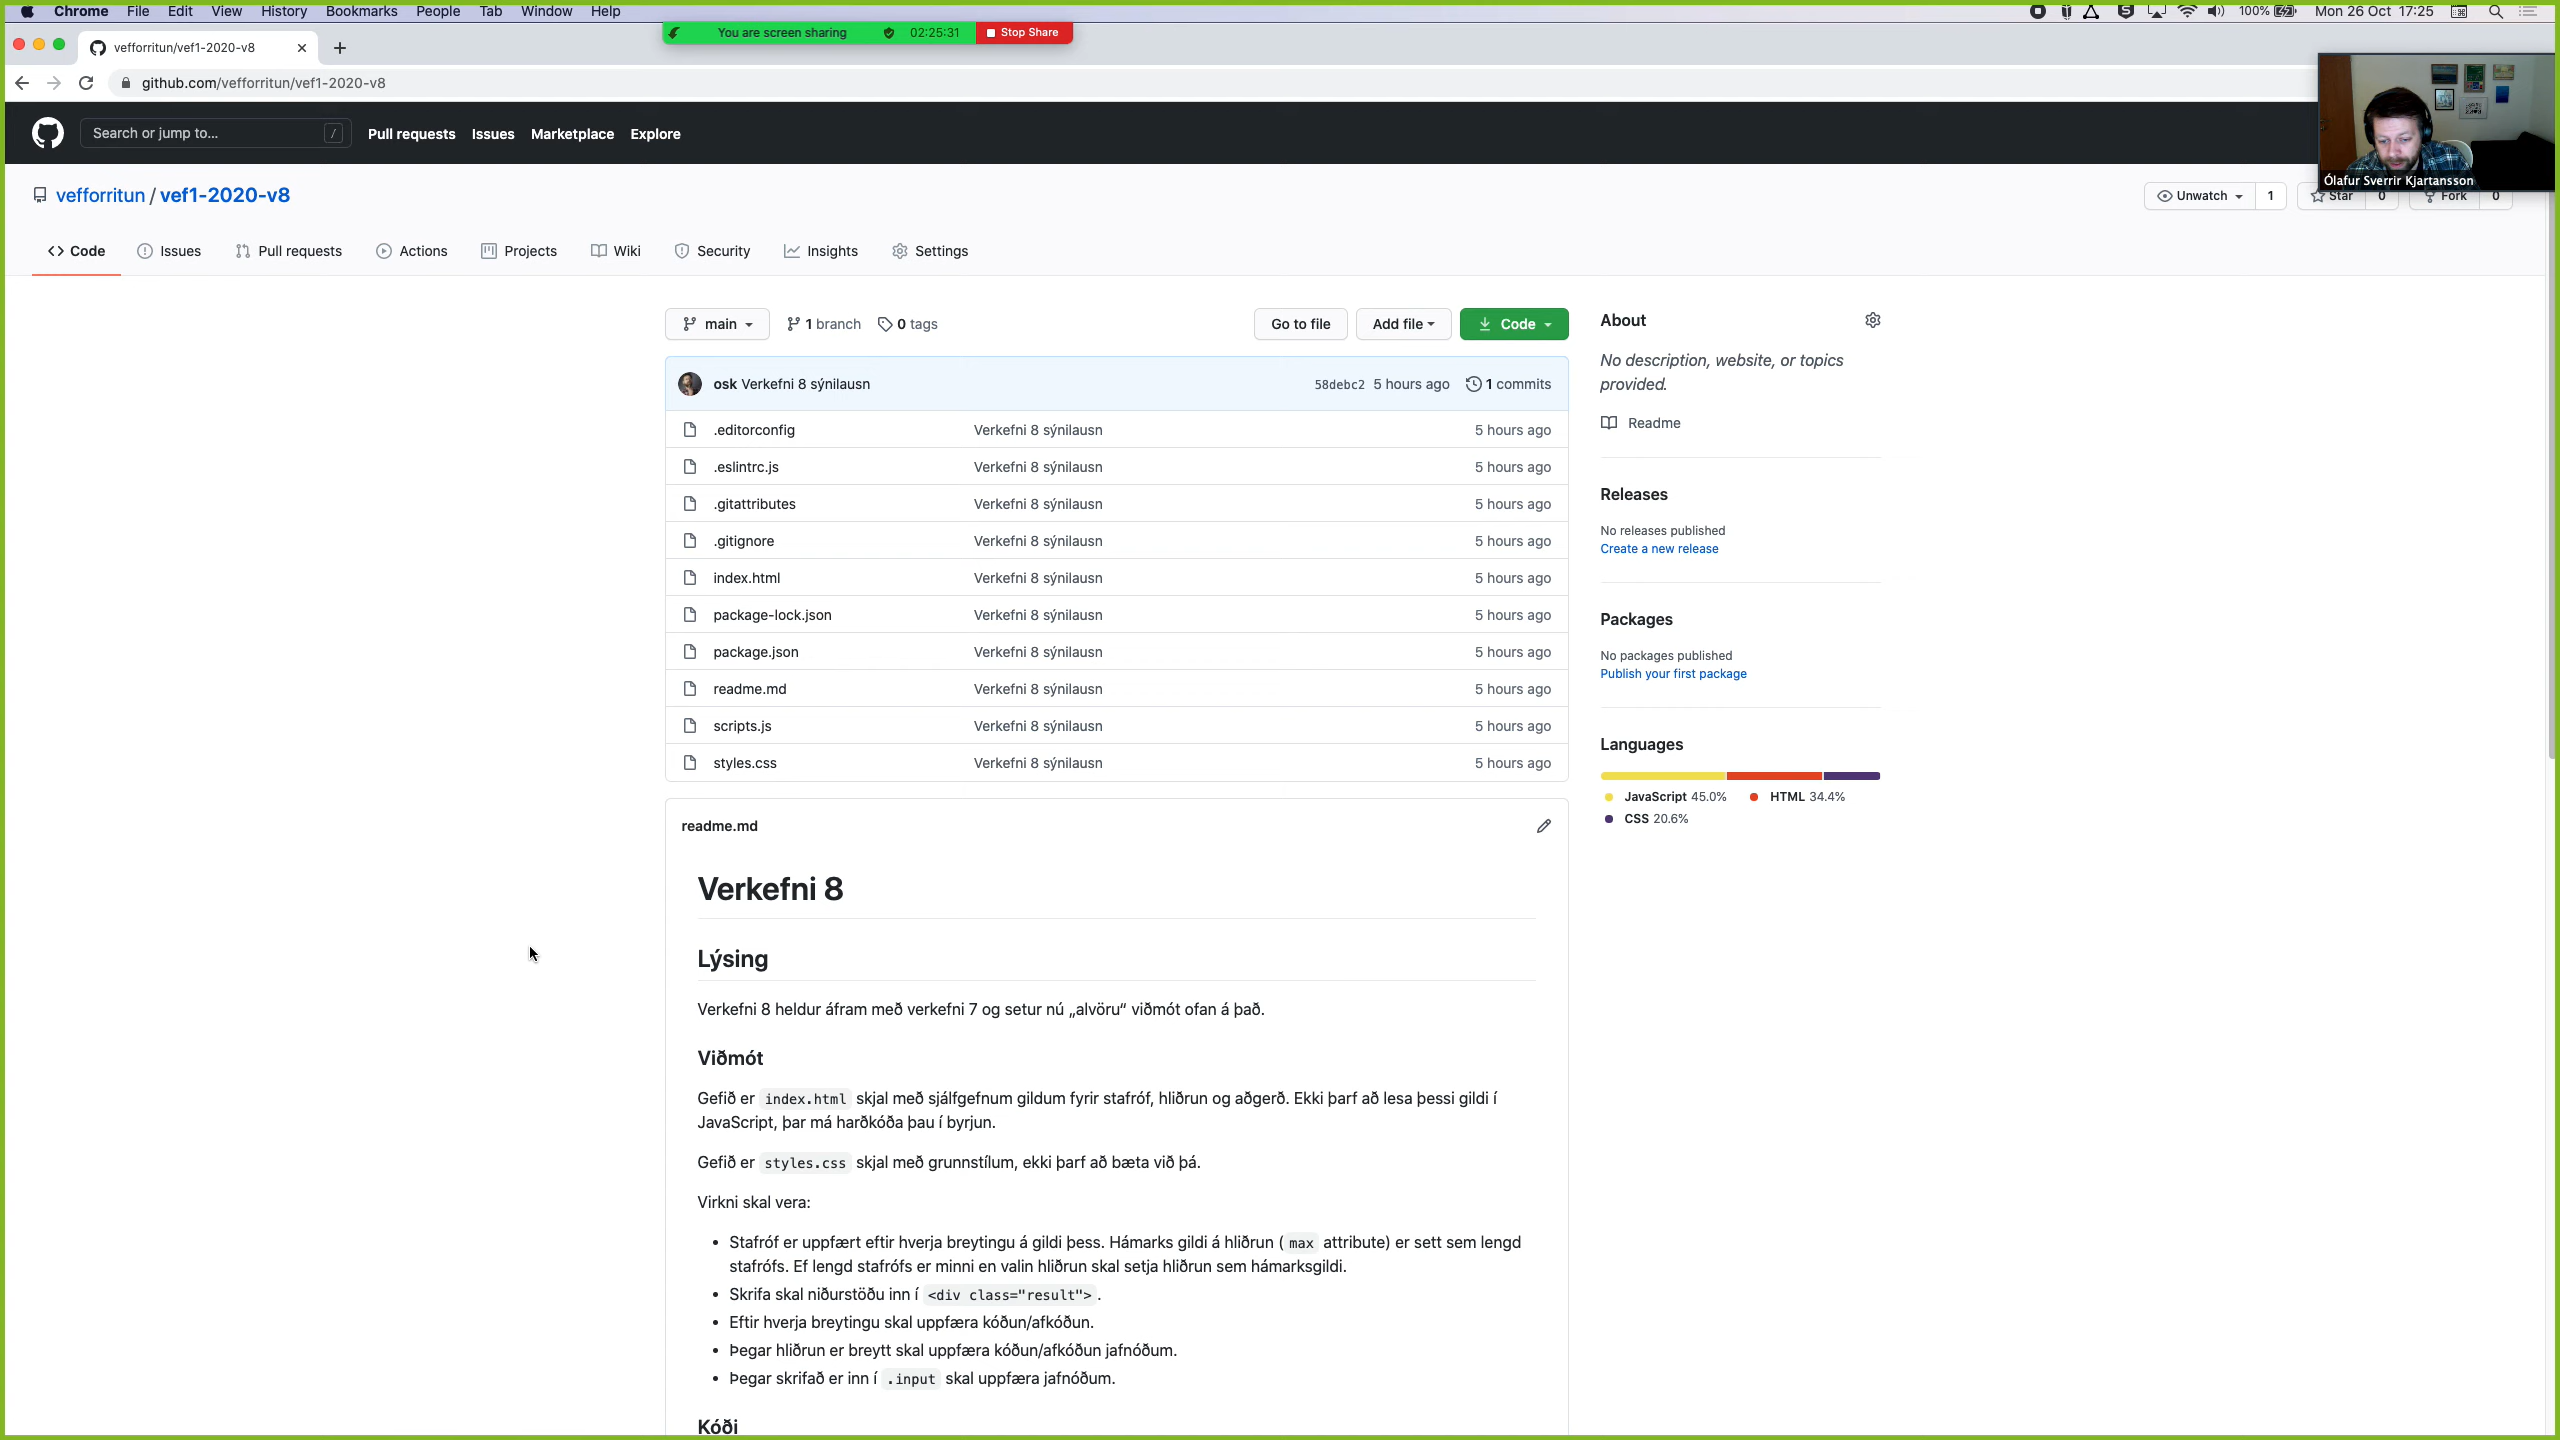 Chrome File Edit View History Bookmarks People Tab Window Help
100% Mon 26 Oct 17:25
You are screen sharing 02:25:31 Stop Share
vefforritun/vef1-2020-v8
github.com/vefforritun/vef1-2020-v8
Search or jump to... / Pull requests Issues Marketplace Explore
Ólafur Sverrir Kjartansson
vefforritun / vef1-2020-v8
Unwatch 1 Star 0 Fork 0
Code Issues Pull requests Actions Projects Wiki Security Insights Settings
main 1 branch 0 tags Go to file Add file Code
osk Verkefni 8 sýnilausn 58debc2 5 hours ago 1 commits
.editorconfig Verkefni 8 sýnilausn 5 hours ago
.eslintrc.js Verkefni 8 sýnilausn 5 hours ago
.gitattributes Verkefni 8 sýnilausn 5 hours ago
.gitignore Verkefni 8 sýnilausn 5 hours ago
index.html Verkefni 8 sýnilausn 5 hours ago
package-lock.json Verkefni 8 sýnilausn 5 hours ago
package.json Verkefni 8 sýnilausn 5 hours ago
readme.md Verkefni 8 sýnilausn 5 hours ago
scripts.js Verkefni 8 sýnilausn 5 hours ago
styles.css Verkefni 8 sýnilausn 5 hours ago
About
No description, website, or topics
provided.
Readme
Releases
No releases published
Create a new release
Packages
No packages published
Publish your first package
Languages
JavaScript 45.0% HTML 34.4%
CSS 20.6%
readme.md
Verkefni 8
Lýsing
Verkefni 8 heldur áfram með verkefni 7 og setur nú „alvöru“ viðmót ofan á það.
Viðmót
Gefið er index.html skjal með sjálfgefnum gildum fyrir stafróf, hliðrun og aðgerð. Ekki þarf að lesa þessi gildi í
JavaScript, þar má harðkóða þau í byrjun.
Gefið er styles.css skjal með grunnstílum, ekki þarf að bæta við þá.
Virkni skal vera:
• Stafróf er uppfært eftir hverja breytingu á gildi þess. Hámarks gildi á hliðrun ( max attribute) er sett sem lengd
stafrófs. Ef lengd stafrófs er minni en valin hliðrun skal setja hliðrun sem hámarksgildi.
• Skrifa skal niðurstöðu inn í <div class="result"> .
• Eftir hverja breytingu skal uppfæra kóðun/afkóðun.
• Þegar hliðrun er breytt skal uppfæra kóðun/afkóðun jafnóðum.
• Þegar skrifað er inn í .input skal uppfæra jafnóðum.
Kóði